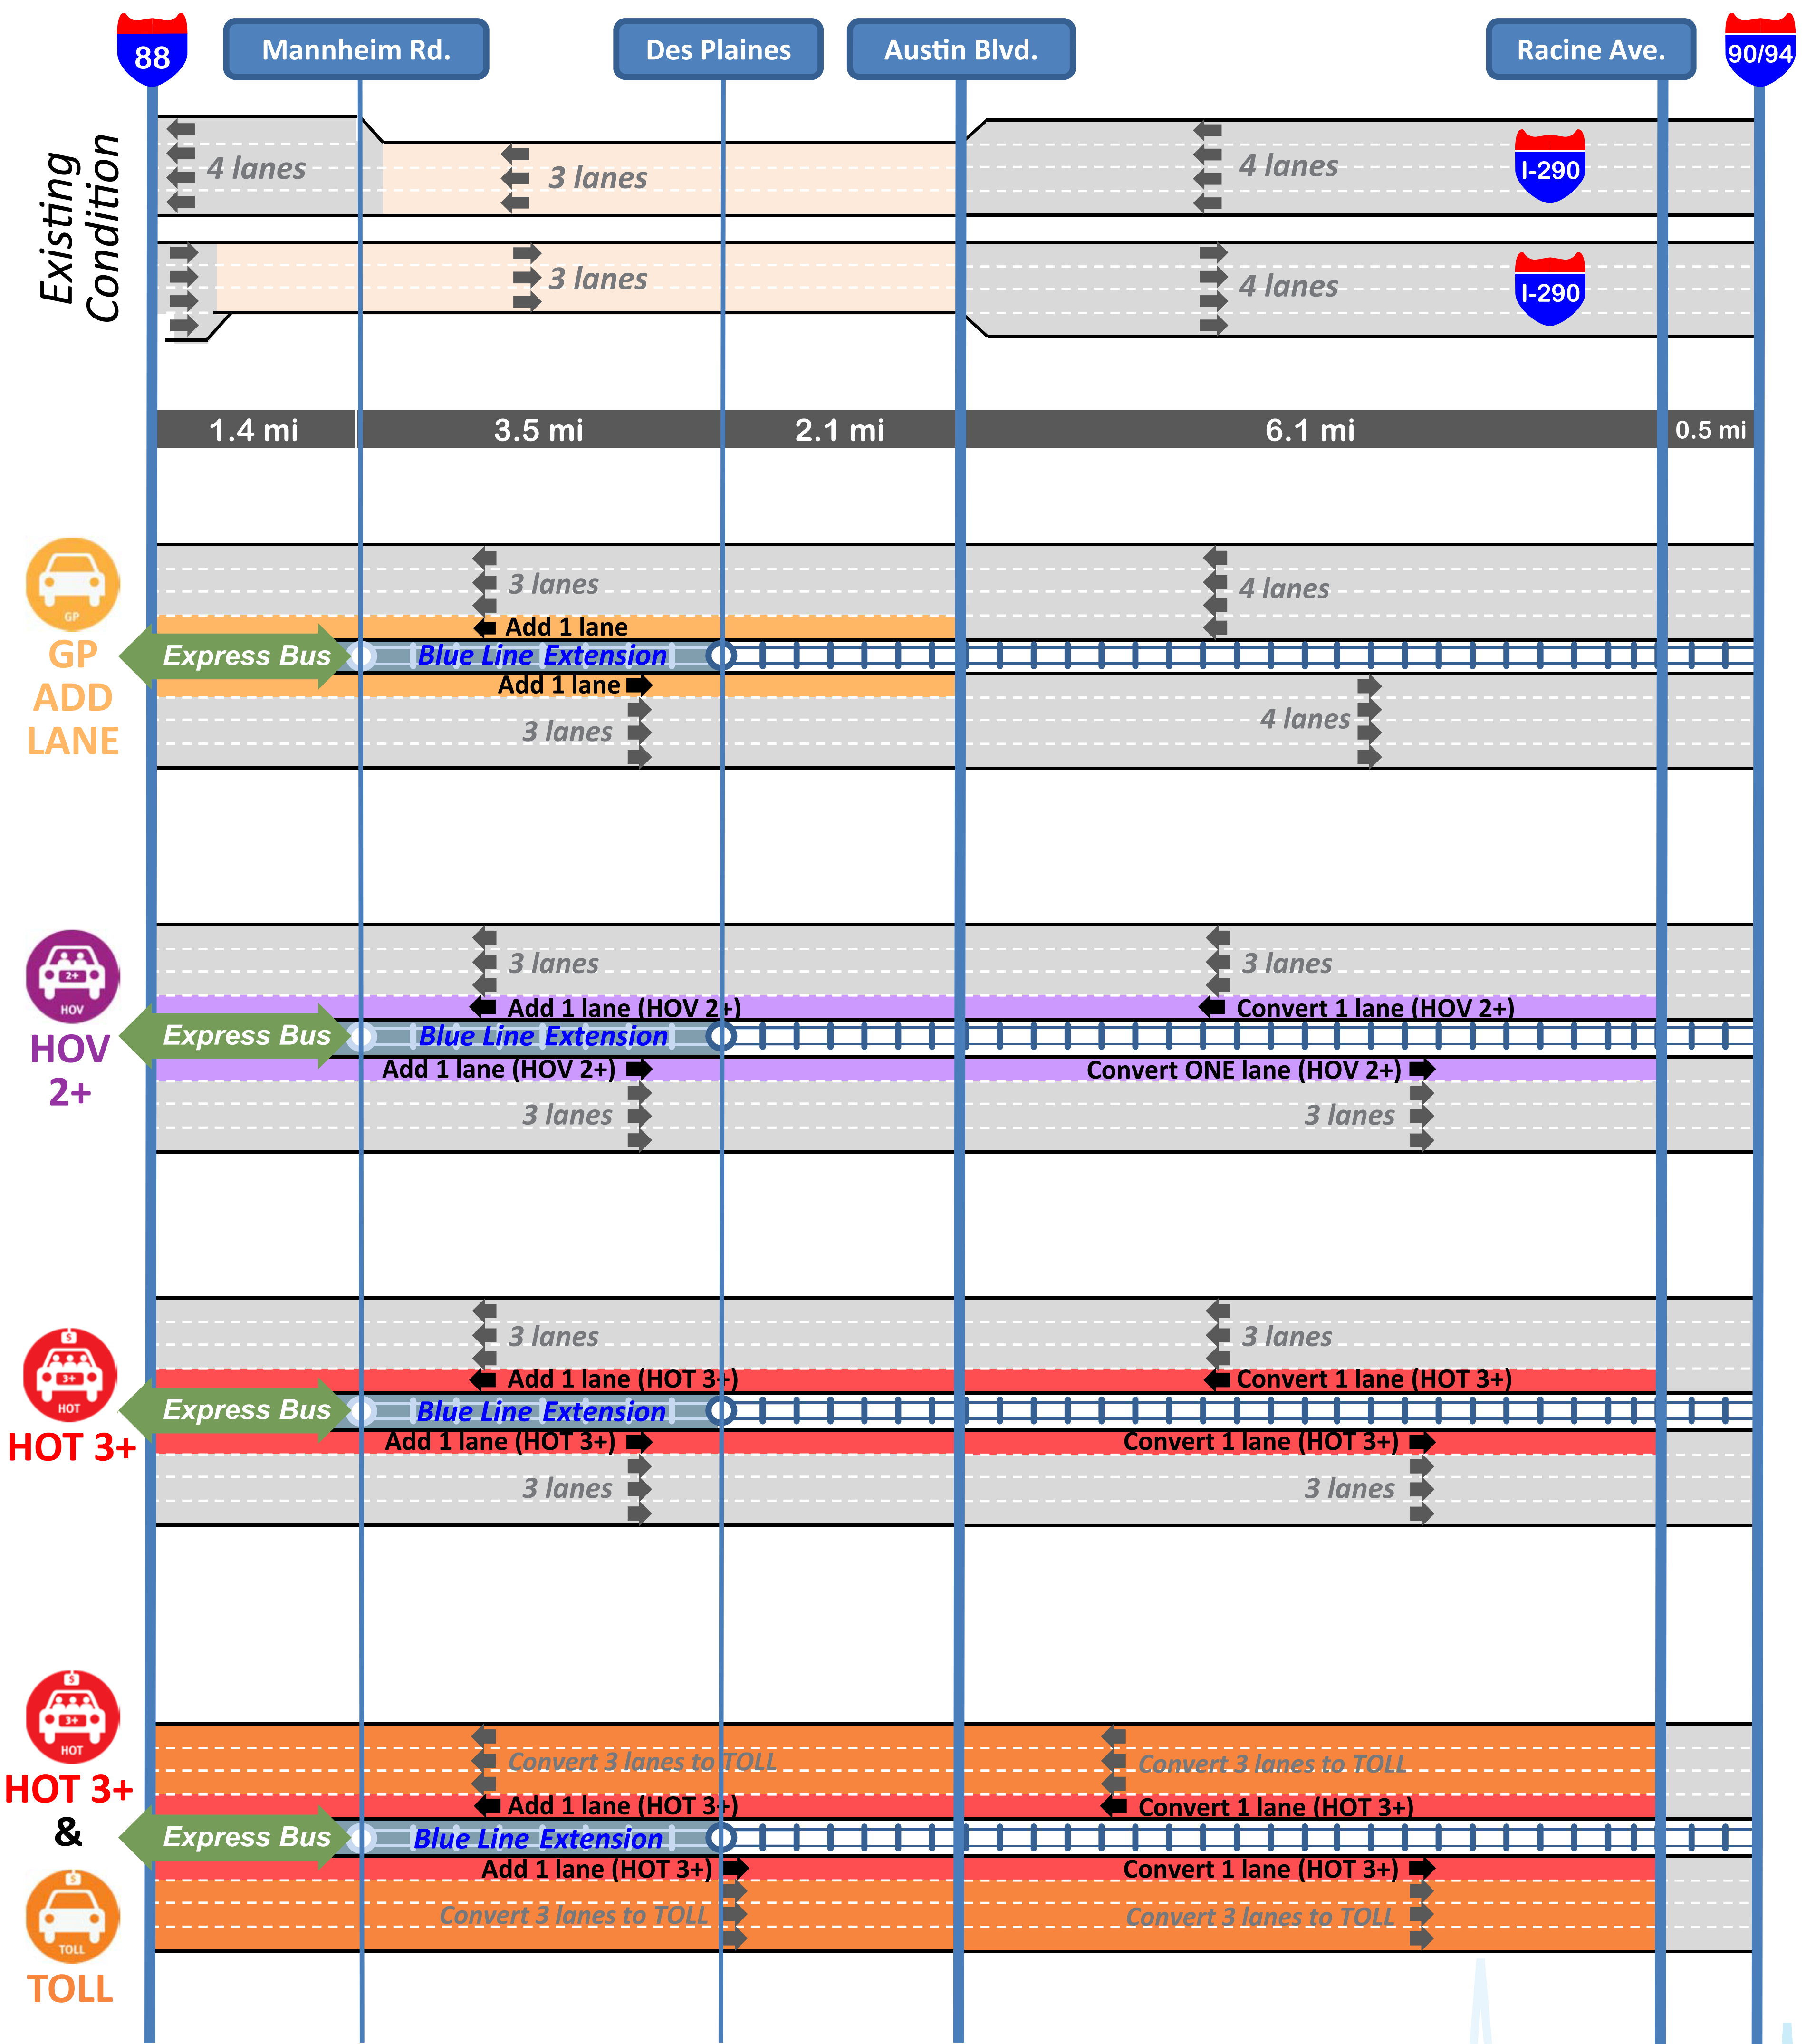 88
Mannheim Rd.
Des Plaines
Austin Blvd.
Racine Ave.
90/94
Existing
Condition
4 lanes
3 lanes
4 lanes
I-290
3 lanes
4 lanes
I-290
1.4 mi
3.5 mi
2.1 mi
6.1 mi
0.5 mi
GP
GP
ADD
LANE
3 lanes
4 lanes
Add 1 lane
Express Bus
Blue Line Extension
Add 1 lane
3 lanes
4 lanes
2+
HOV
HOV
2+
3 lanes
3 lanes
Add 1 lane (HOV 2+)
Convert 1 lane (HOV 2+)
Express Bus
Blue Line Extension
Add 1 lane (HOV 2+)
Convert ONE lane (HOV 2+)
3 lanes
3 lanes
$
3+
HOT
HOT 3+
3 lanes
3 lanes
Add 1 lane (HOT 3+)
Convert 1 lane (HOT 3+)
Express Bus
Blue Line Extension
Add 1 lane (HOT 3+)
Convert 1 lane (HOT 3+)
3 lanes
3 lanes
$
3+
HOT
HOT 3+
&
$
TOLL
TOLL
Convert 3 lanes to TOLL
Convert 3 lanes to TOLL
Add 1 lane (HOT 3+)
Convert 1 lane (HOT 3+)
Express Bus
Blue Line Extension
Add 1 lane (HOT 3+)
Convert 1 lane (HOT 3+)
Convert 3 lanes to TOLL
Convert 3 lanes to TOLL